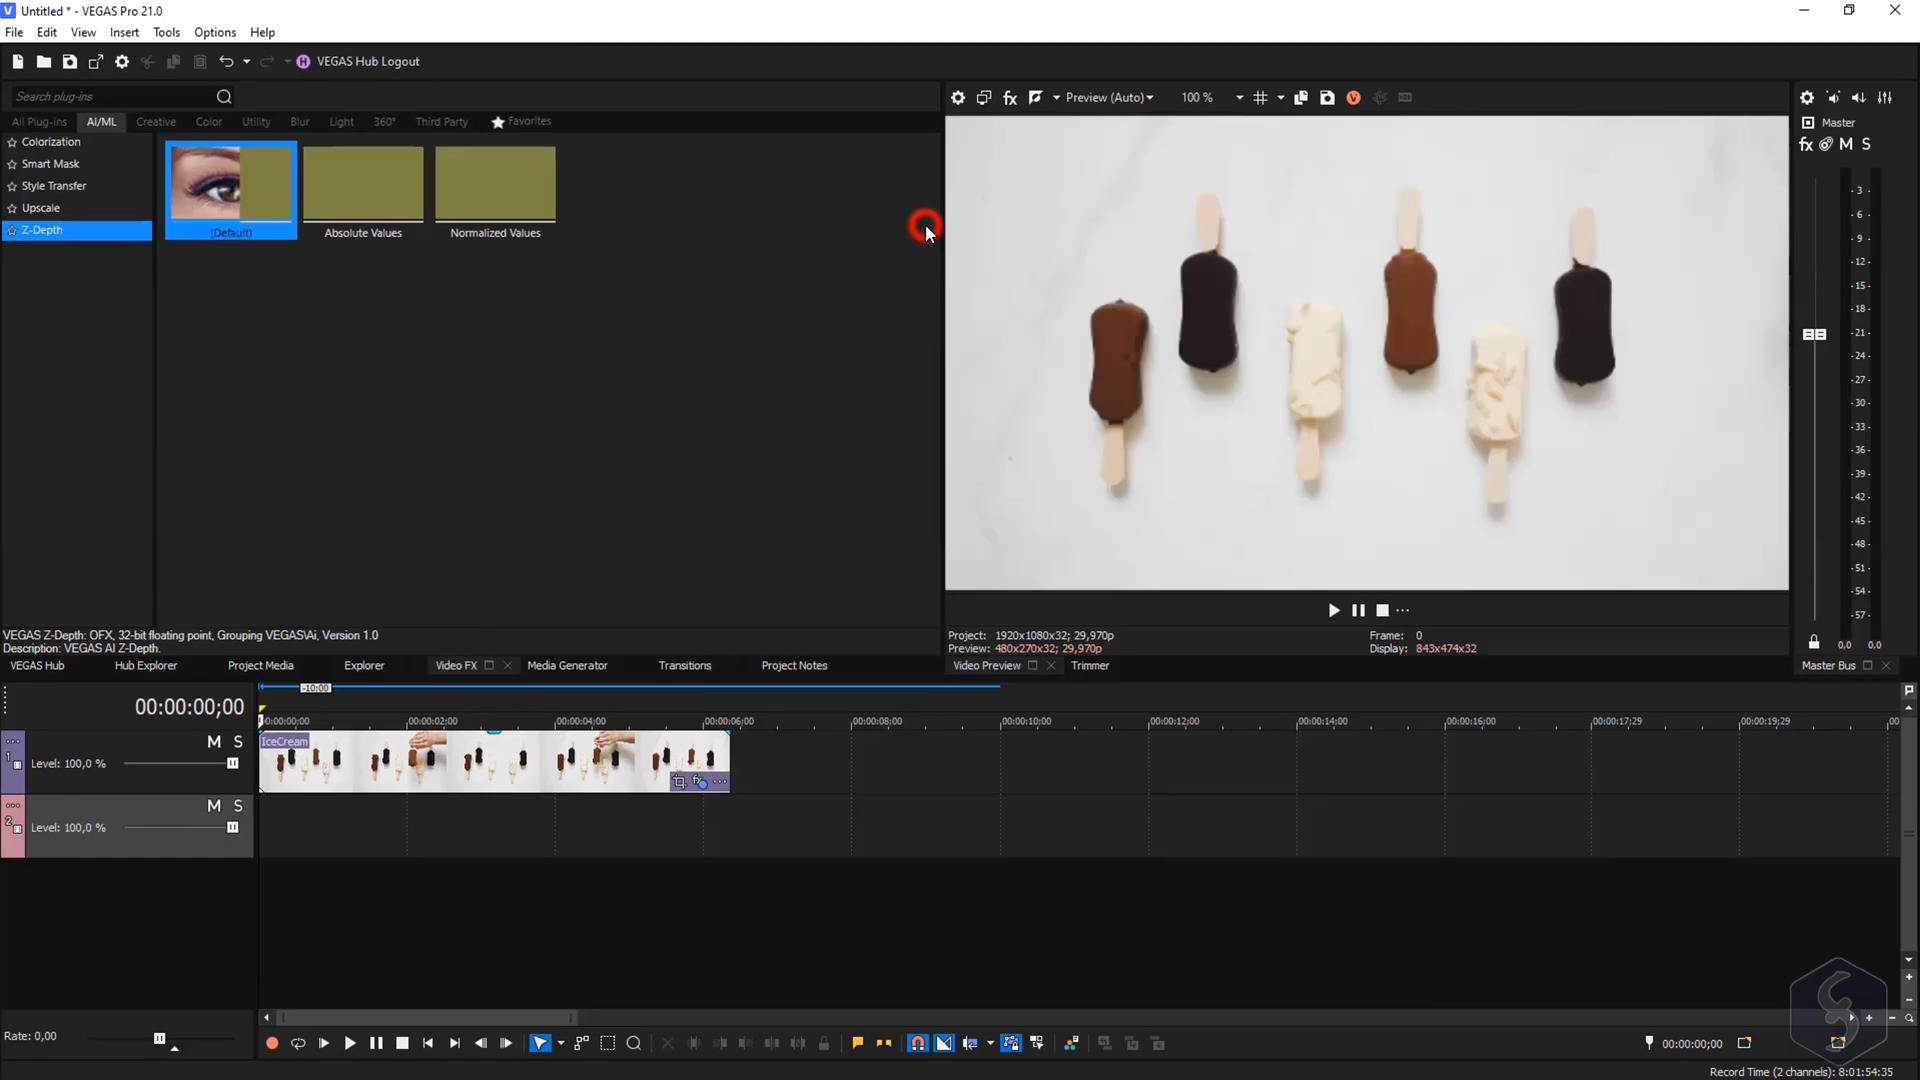 Untitled * - VEGAS Pro 21.0
File Edit View Insert Tools Options Help
VEGAS Hub Logout
Search plug-ins
Preview (Auto) 100 %
All Plug-ins AI/ML Creative Color Utility Blur Light 360° Third Party Favorites
Master
fx M S
Colorization
Smart Mask
Style Transfer
Upscale
Z-Depth
(Default) Absolute Values Normalized Values
- 3 -
- 6 -
- 9 -
-12-
-15-
-18-
-21-
-24-
-27-
-30-
-33-
-36-
-39-
-42-
-45-
-48-
-51-
-54-
-57-
0,0 0,0
VEGAS Z-Depth: OFX, 32-bit floating point, Grouping VEGAS\Ai, Version 1.0
Description: VEGAS AI Z-Depth.
Project: 1920x1080x32; 29,970p
Preview: 480x270x32; 29,970p
Frame: 0
Display: 843x474x32
VEGAS Hub Hub Explorer Project Media Explorer Video FX Media Generator Transitions Project Notes
Video Preview Trimmer Master Bus
-10:00
00:00:00;00
00:00:00;00 00:00:02;00 00:00:04;00 00:00:06;00 00:00:08;00 00:00:10;00 00:00:12;00 00:00:14;00 00:00:16;00 00:00:17;29 00:00:19;29 00
1 M S
Level: 100,0 %
IceCream
2 M S
Level: 100,0 %
Rate: 0,00
00:00:00;00
Record Time (2 channels): 8:01:54:35